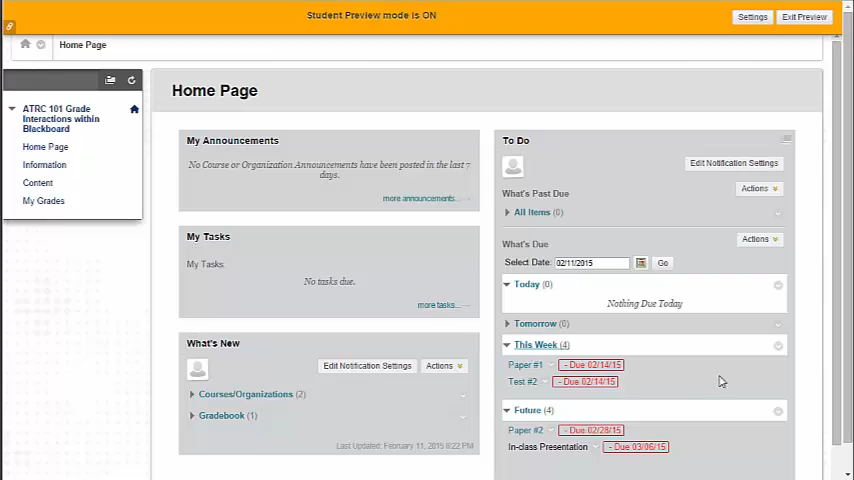 Student Preview mode is ON
Settings
Exit Preview
Home Page
ATRC 101 Grade
Interactions within
Blackboard
Home Page
Information
Content
My Grades
Home Page
My Announcements
No Course or Organization Announcements have been posted in the last 7
days.
more announcements...
My Tasks
My Tasks:
No tasks due.
more tasks...
What's New
Edit Notification Settings
Actions
Courses/Organizations (2)
Gradebook (1)
Last Updated: February 11, 2015 8:22 PM
To Do
Edit Notification Settings
What's Past Due
Actions
All Items (0)
What's Due
Actions
Select Date: 02/11/2015 Go
Today (0)
Nothing Due Today
Tomorrow (0)
This Week (4)
Paper #1 - Due 02/14/15
Test #2 - Due 02/14/15
Future (4)
Paper #2 - Due 02/28/15
In-class Presentation - Due 03/06/15